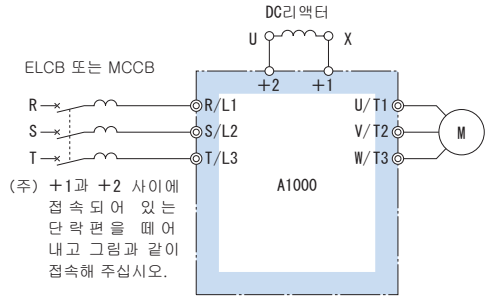 DC리액터
U X
ELCB 또는 MCCB
+2 +1
R R/L1 U/T1
S S/L2 V/T2 M
T T/L3 W/T3
(주) +1과 +2 사이에
접속되어 있는
단락편을 떼어
내고 그림과 같이
접속해 주십시오.
A1000